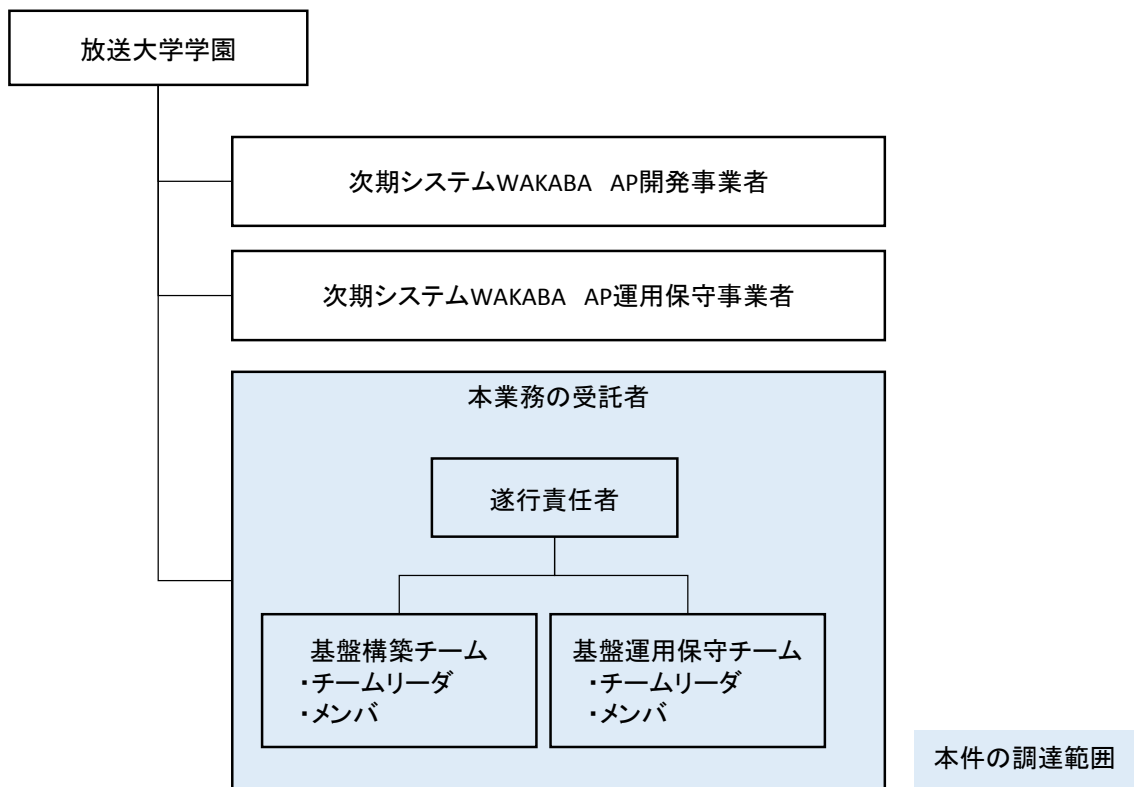 放送大学学園
次期システムWAKABA　AP開発事業者
次期システムWAKABA　AP運用保守事業者
本業務の受託者
遂行責任者
基盤構築チーム
・チームリーダ
・メンバ
基盤運用保守チーム
・チームリーダ
・メンバ
本件の調達範囲